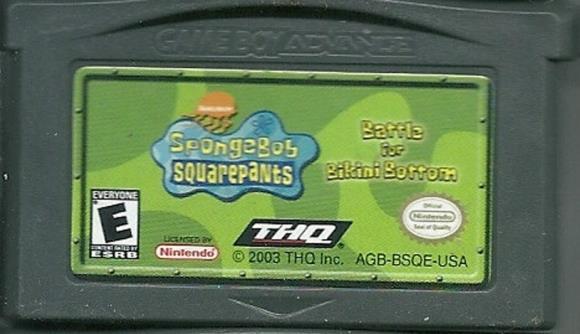 GAME BOY ADVANCE
Nickelodeon
SpongeBob
SQUAREPANTS
Battle
for
Bikini Bottom
EVERYONE
E
CONTENT RATED BY
ESRB
LICENSED BY
Nintendo
THQ
© 2003 THQ Inc. AGB-BSQE-USA
Official
Nintendo
Seal of Quality